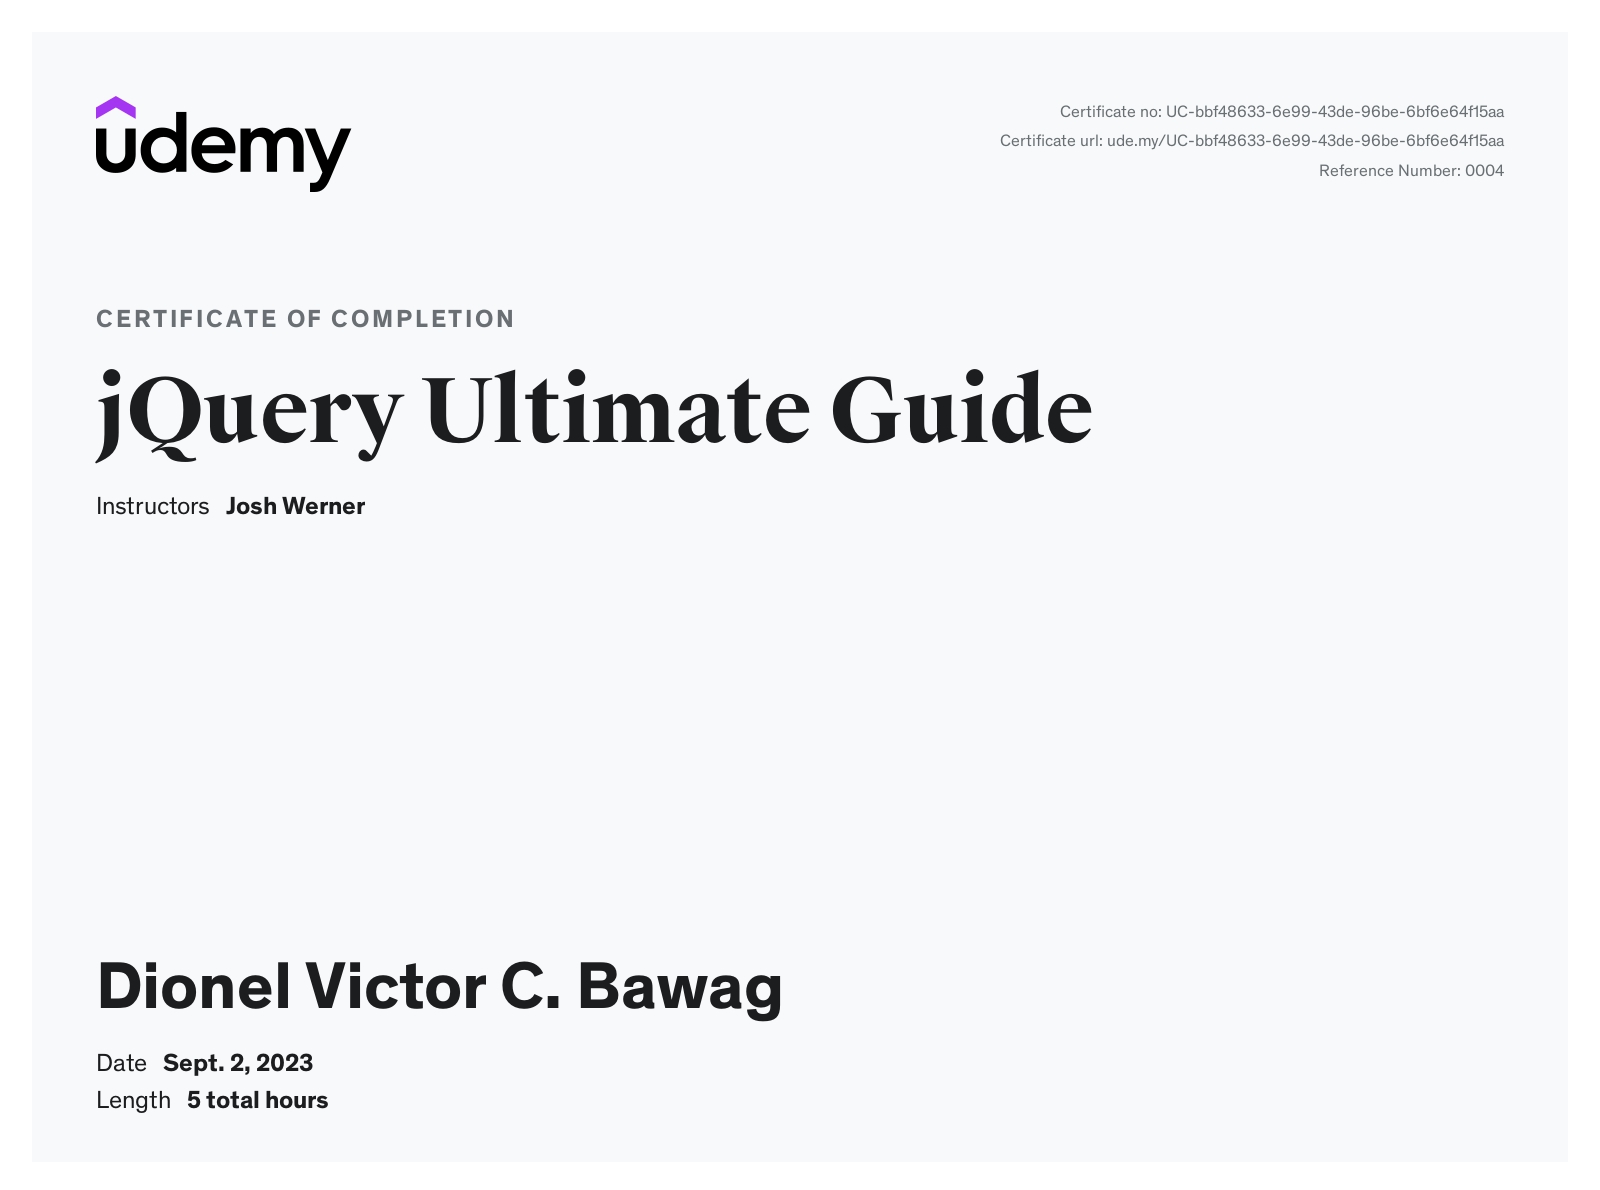 udemy
Certificate no: UC-bbf48633-6e99-43de-96be-6bf6e64f15aa
Certificate url: ude.my/UC-bbf48633-6e99-43de-96be-6bf6e64f15aa
Reference Number: 0004
CERTIFICATE OF COMPLETION
jQuery Ultimate Guide
Instructors Josh Werner
Dionel Victor C. Bawag
Date Sept. 2, 2023
Length 5 total hours